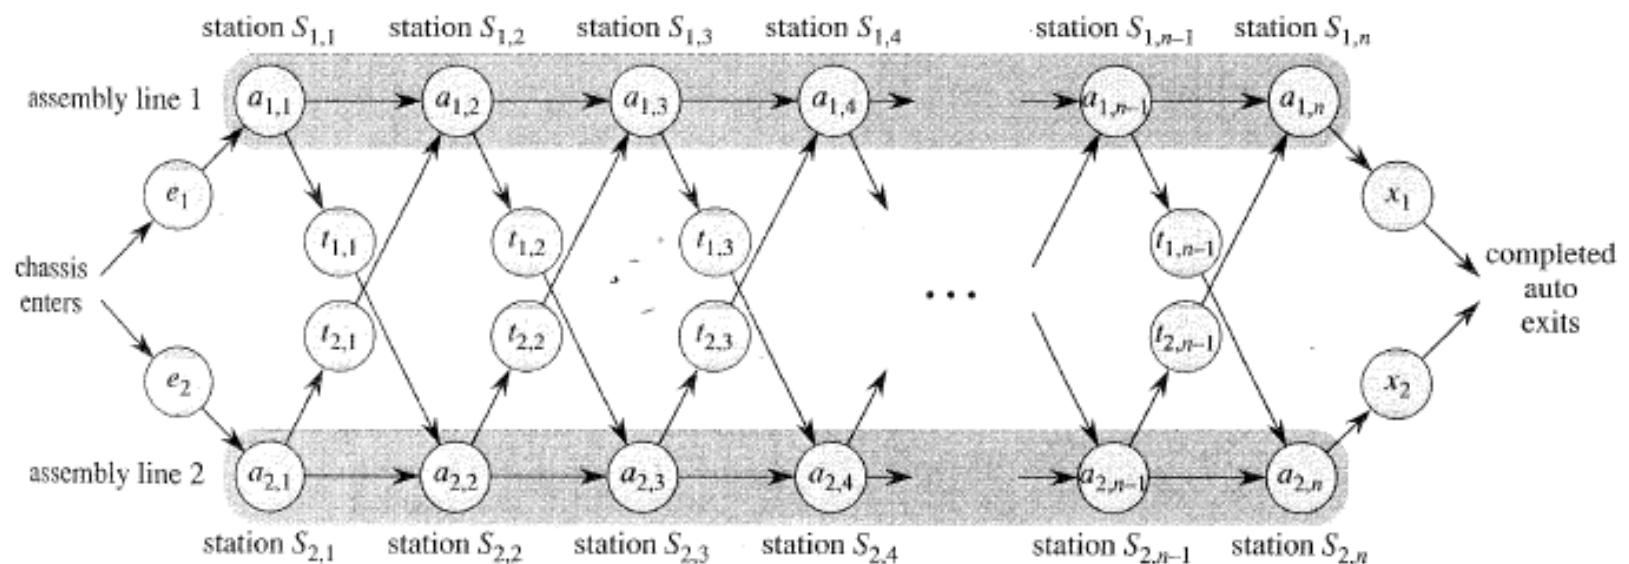 station S1,1 station S1,2 station S1,3 station S1,4 station S1,n–1 station S1,n
assembly line 1 a1,1 a1,2 a1,3 a1,4 a1,n–1 a1,n
e1 x1
t1,1 t1,2 t1,3 t1,n–1
chassis enters
completed auto exits
...
t2,1 t2,2 t2,3 t2,n–1
e2 x2
assembly line 2 a2,1 a2,2 a2,3 a2,4 a2,n–1 a2,n
station S2,1 station S2,2 station S2,3 station S2,4 station S2,n–1 station S2,n